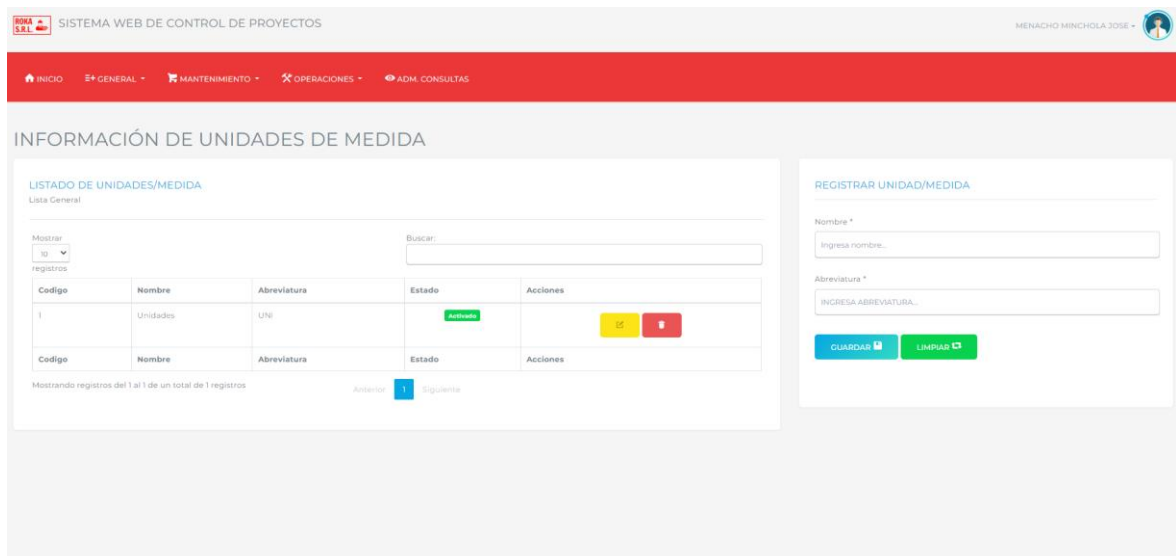 ROKA S.R.L.
SISTEMA WEB DE CONTROL DE PROYECTOS
MENACHO MINCHOLA JOSE
INICIO GENERAL MANTENIMIENTO OPERACIONES ADM. CONSULTAS
INFORMACIÓN DE UNIDADES DE MEDIDA
LISTADO DE UNIDADES/MEDIDA
Lista General
Mostrar
10
registros
Buscar:
Codigo Nombre Abreviatura Estado Acciones
1 Unidades UNI Activado
Codigo Nombre Abreviatura Estado Acciones
Mostrando registros del 1 al 1 de un total de 1 registros
Anterior 1 Siguiente
REGISTRAR UNIDAD/MEDIDA
Nombre *
Ingresa nombre...
Abreviatura *
INGRESA ABREVIATURA...
GUARDAR LIMPIAR